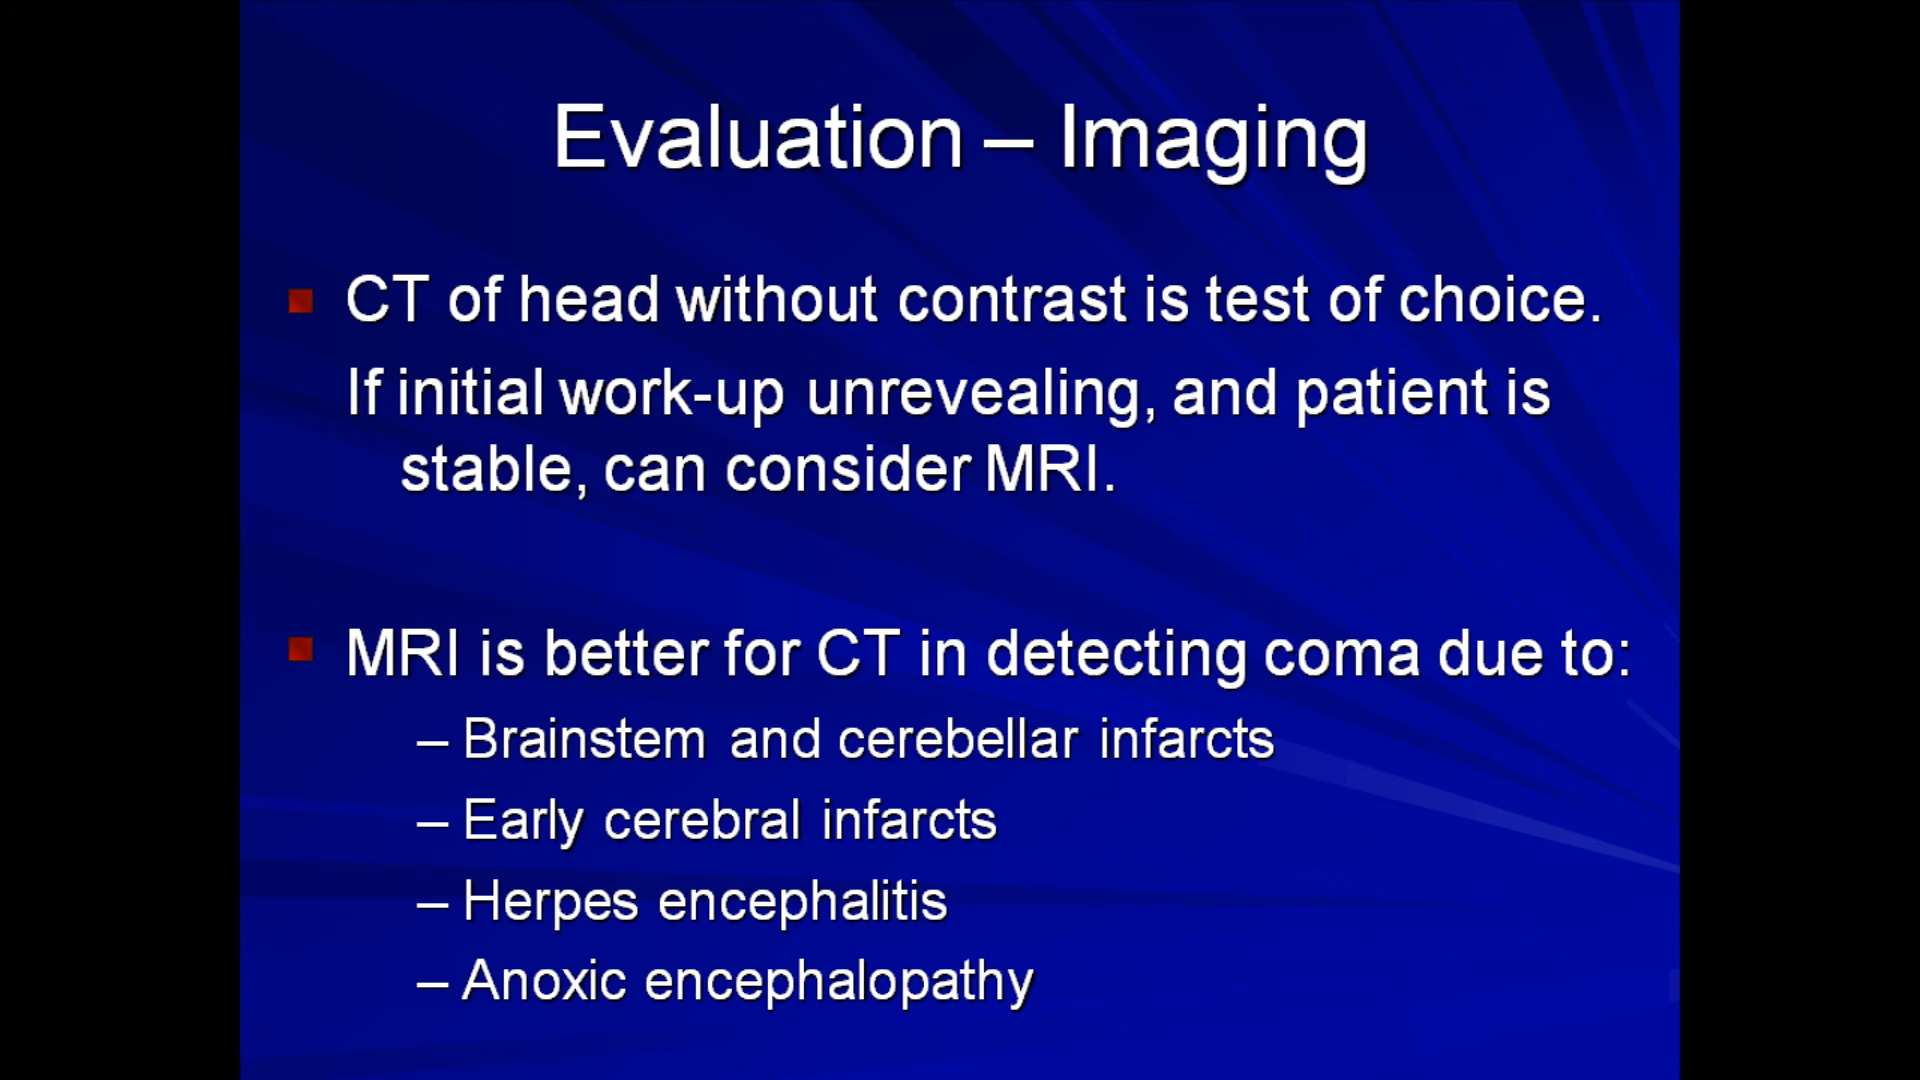 Evaluation – Imaging
CT of head without contrast is test of choice.
If initial work-up unrevealing, and patient is
stable, can consider MRI.
MRI is better for CT in detecting coma due to:
– Brainstem and cerebellar infarcts
– Early cerebral infarcts
– Herpes encephalitis
– Anoxic encephalopathy